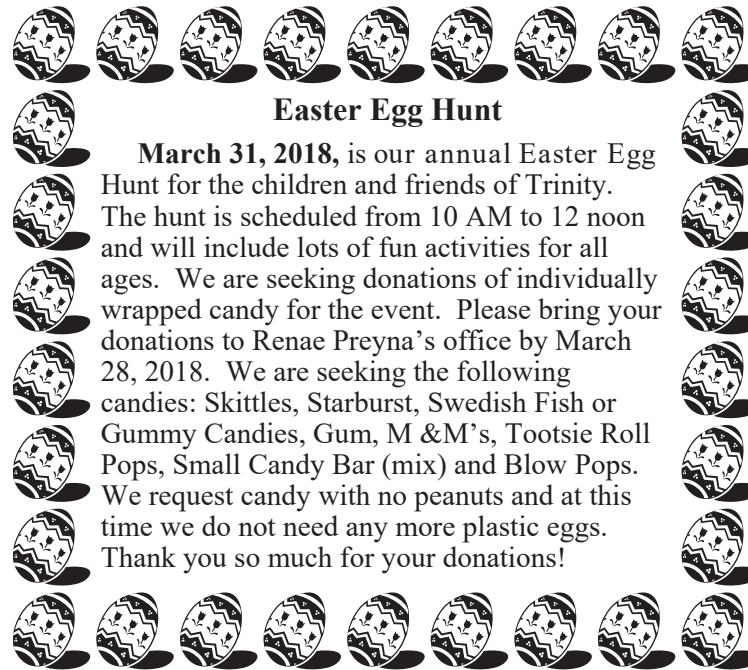 Easter Egg Hunt
March 31, 2018, is our annual Easter Egg
Hunt for the children and friends of Trinity.
The hunt is scheduled from 10 AM to 12 noon
and will include lots of fun activities for all
ages.  We are seeking donations of individually
wrapped candy for the event.  Please bring your
donations to Renae Preyna’s office by March
28, 2018.  We are seeking the following
candies: Skittles, Starburst, Swedish Fish or
Gummy Candies, Gum, M &M’s, Tootsie Roll
Pops, Small Candy Bar (mix) and Blow Pops.
We request candy with no peanuts and at this
time we do not need any more plastic eggs.
Thank you so much for your donations!